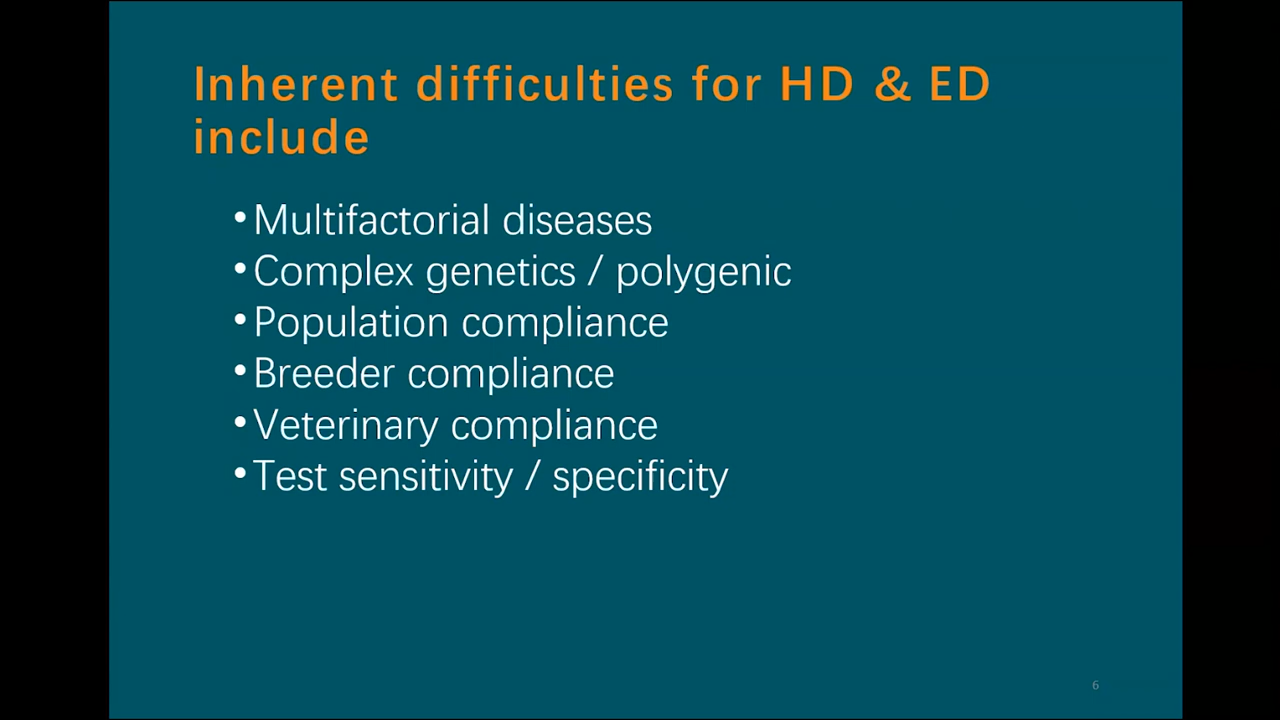 Inherent difficulties for HD & ED
include
•Multifactorial diseases
•Complex genetics / polygenic
•Population compliance
•Breeder compliance
•Veterinary compliance
•Test sensitivity / specificity
6